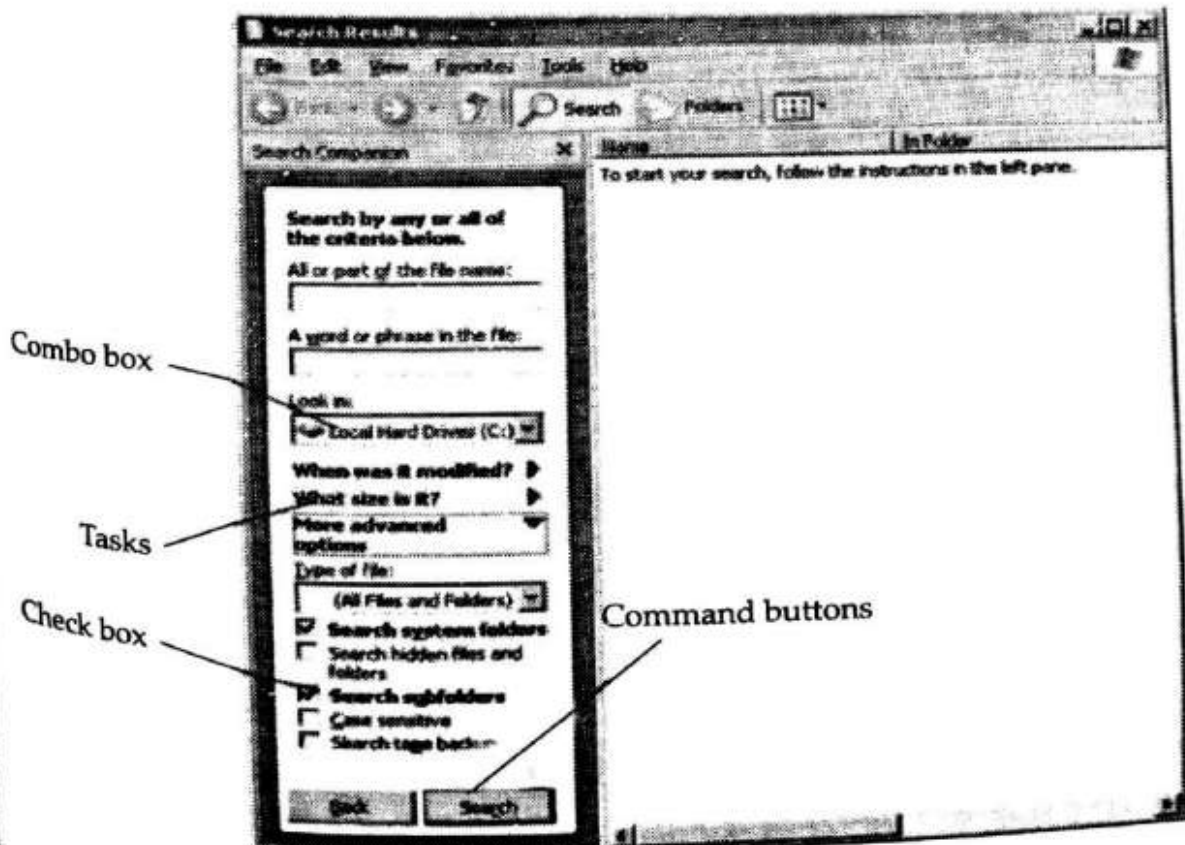 Search Results
File Edit View Favorites Tools Help
Back Search Folders
Search Companion
Name In Folder
To start your search, follow the instructions in the left pane.
Search by any or all of
the criteria below.
All or part of the file name:
A word or phrase in the file:
Combo box
Look in:
Local Hard Drives (C:)
When was it modified?
What size is it?
Tasks
More advanced
options
Type of file:
(All Files and Folders)
Check box
Command buttons
Search system folders
Search hidden files and
folders
Search subfolders
Case sensitive
Search tape backup
Back Search